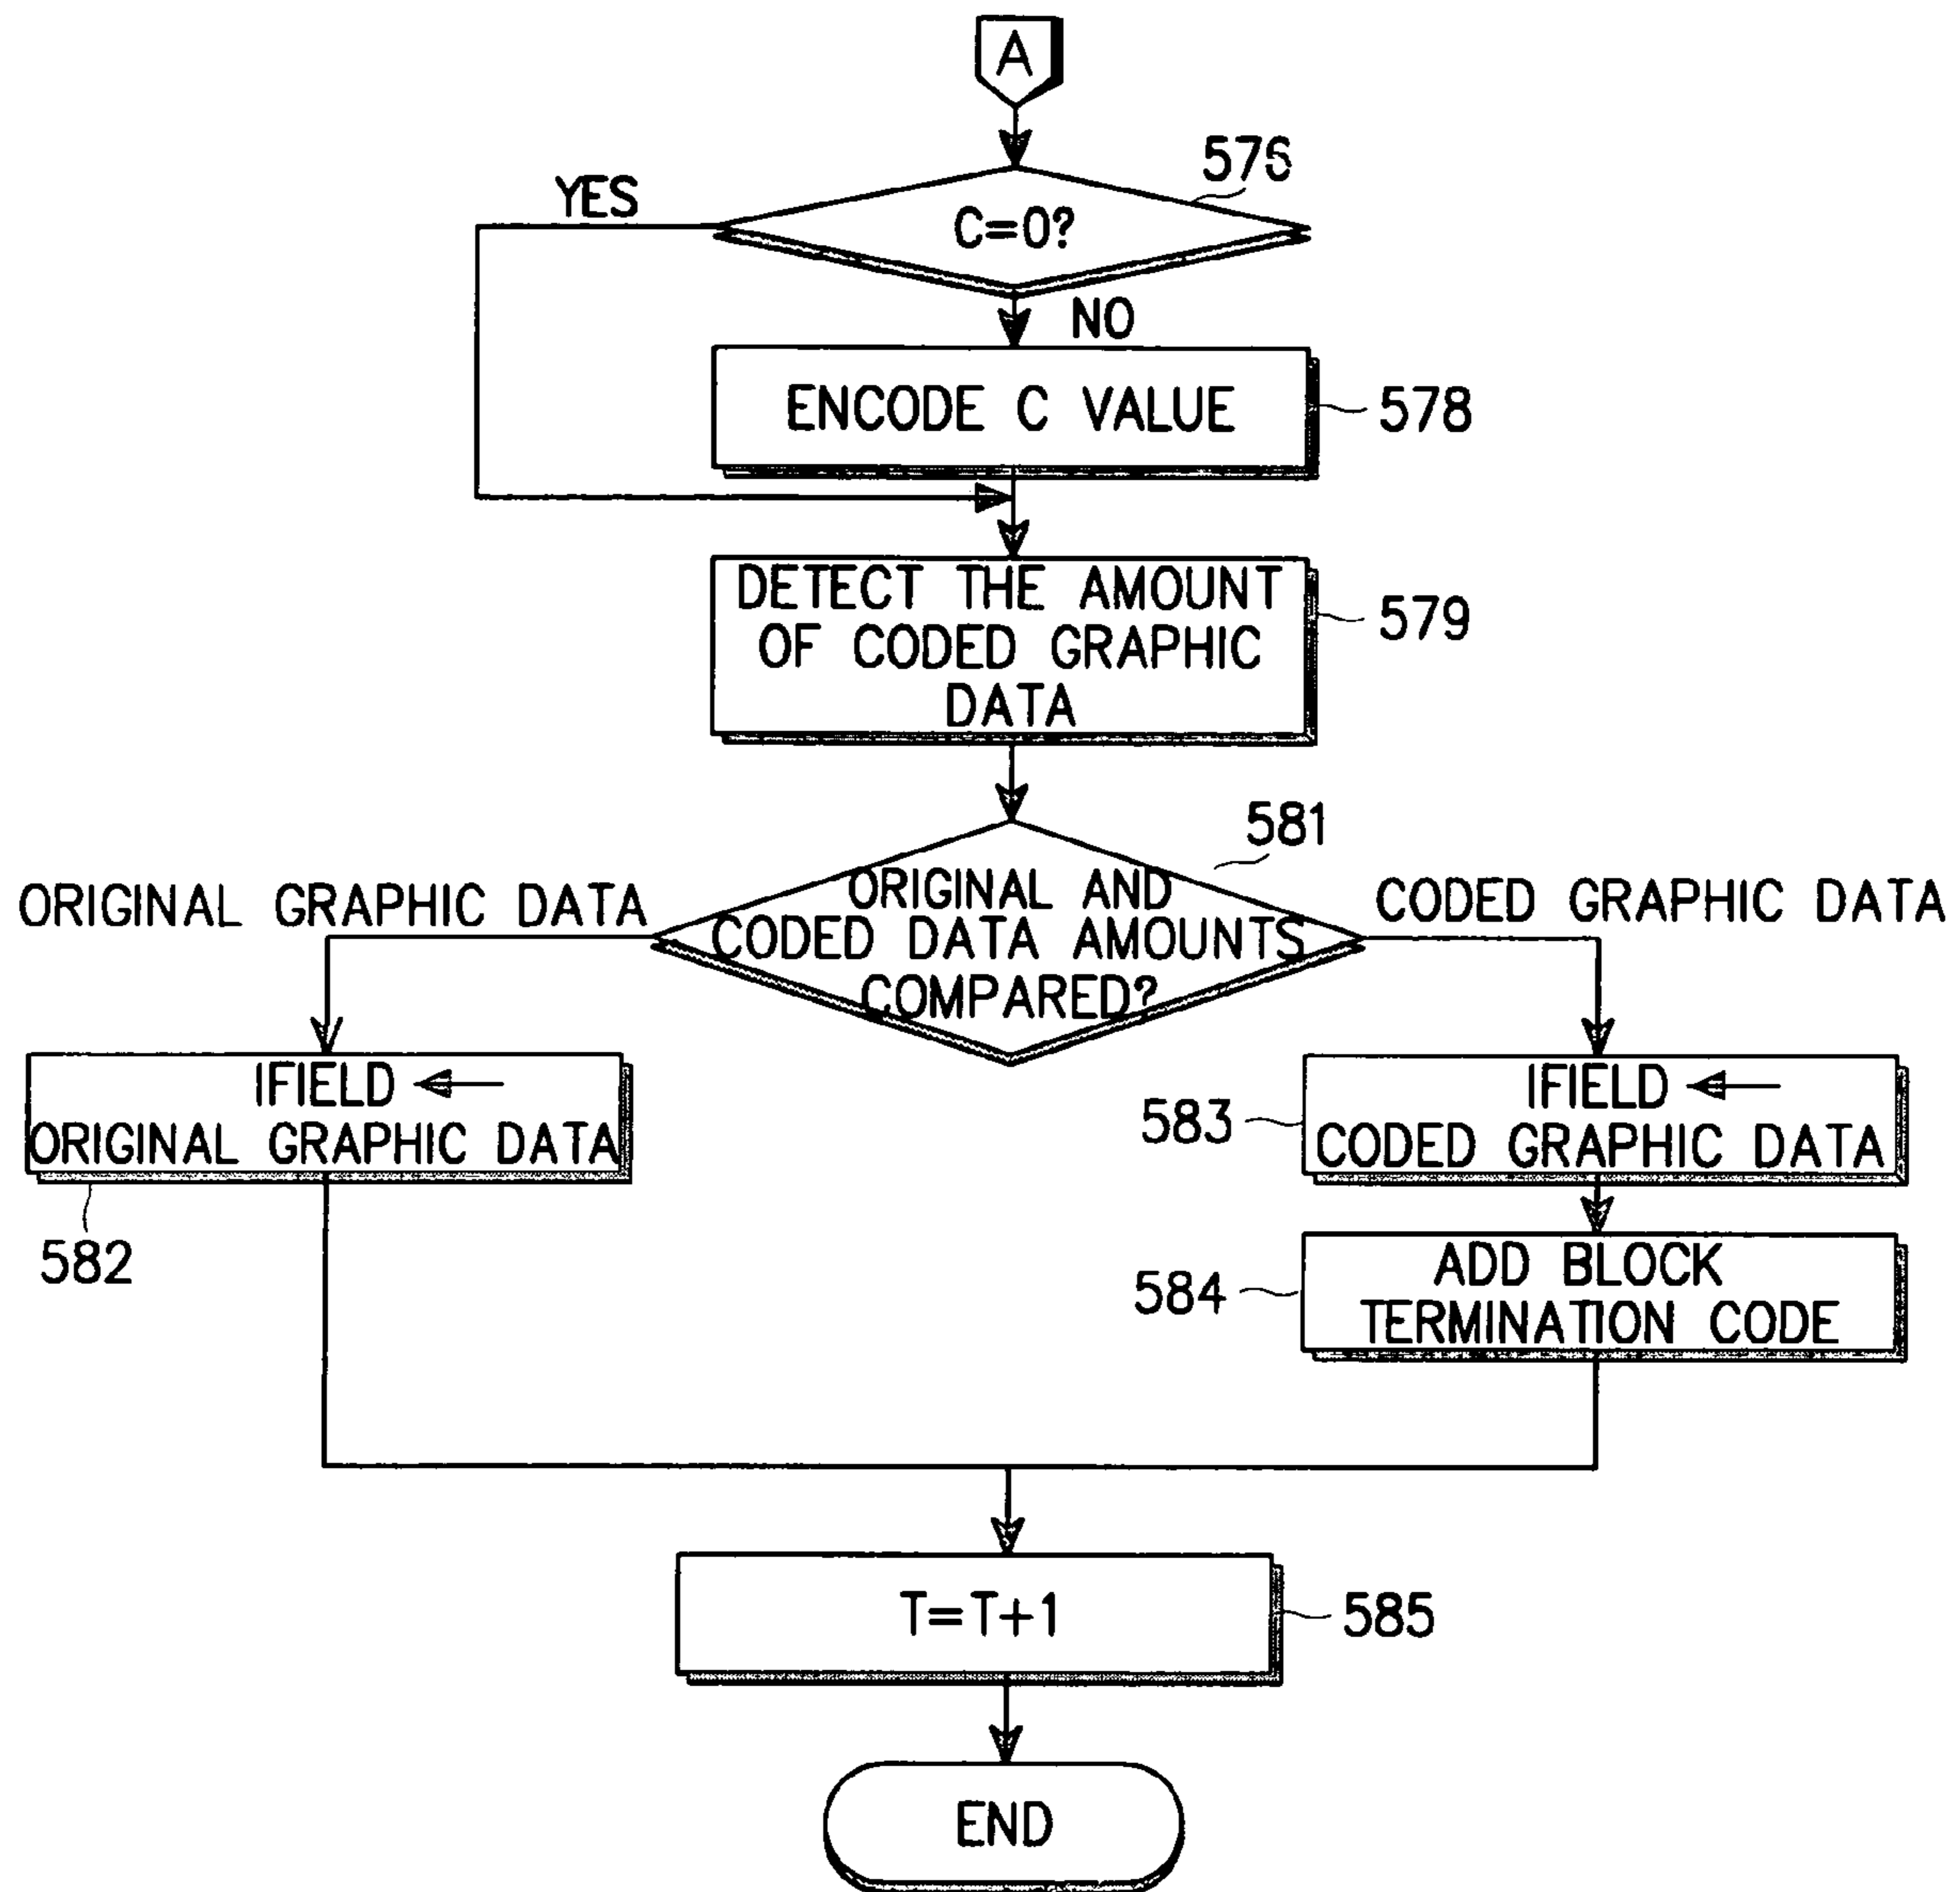 A
576
YES
C=0?
NO
ENCODE C VALUE
578
DETECT THE AMOUNT
OF CODED GRAPHIC
DATA
579
581
ORIGINAL GRAPHIC DATA
ORIGINAL AND
CODED DATA AMOUNTS
COMPARED?
CODED GRAPHIC DATA
IFIELD ←
ORIGINAL GRAPHIC DATA
582
IFIELD ←
CODED GRAPHIC DATA
583
ADD BLOCK
TERMINATION CODE
584
T=T+1
585
END